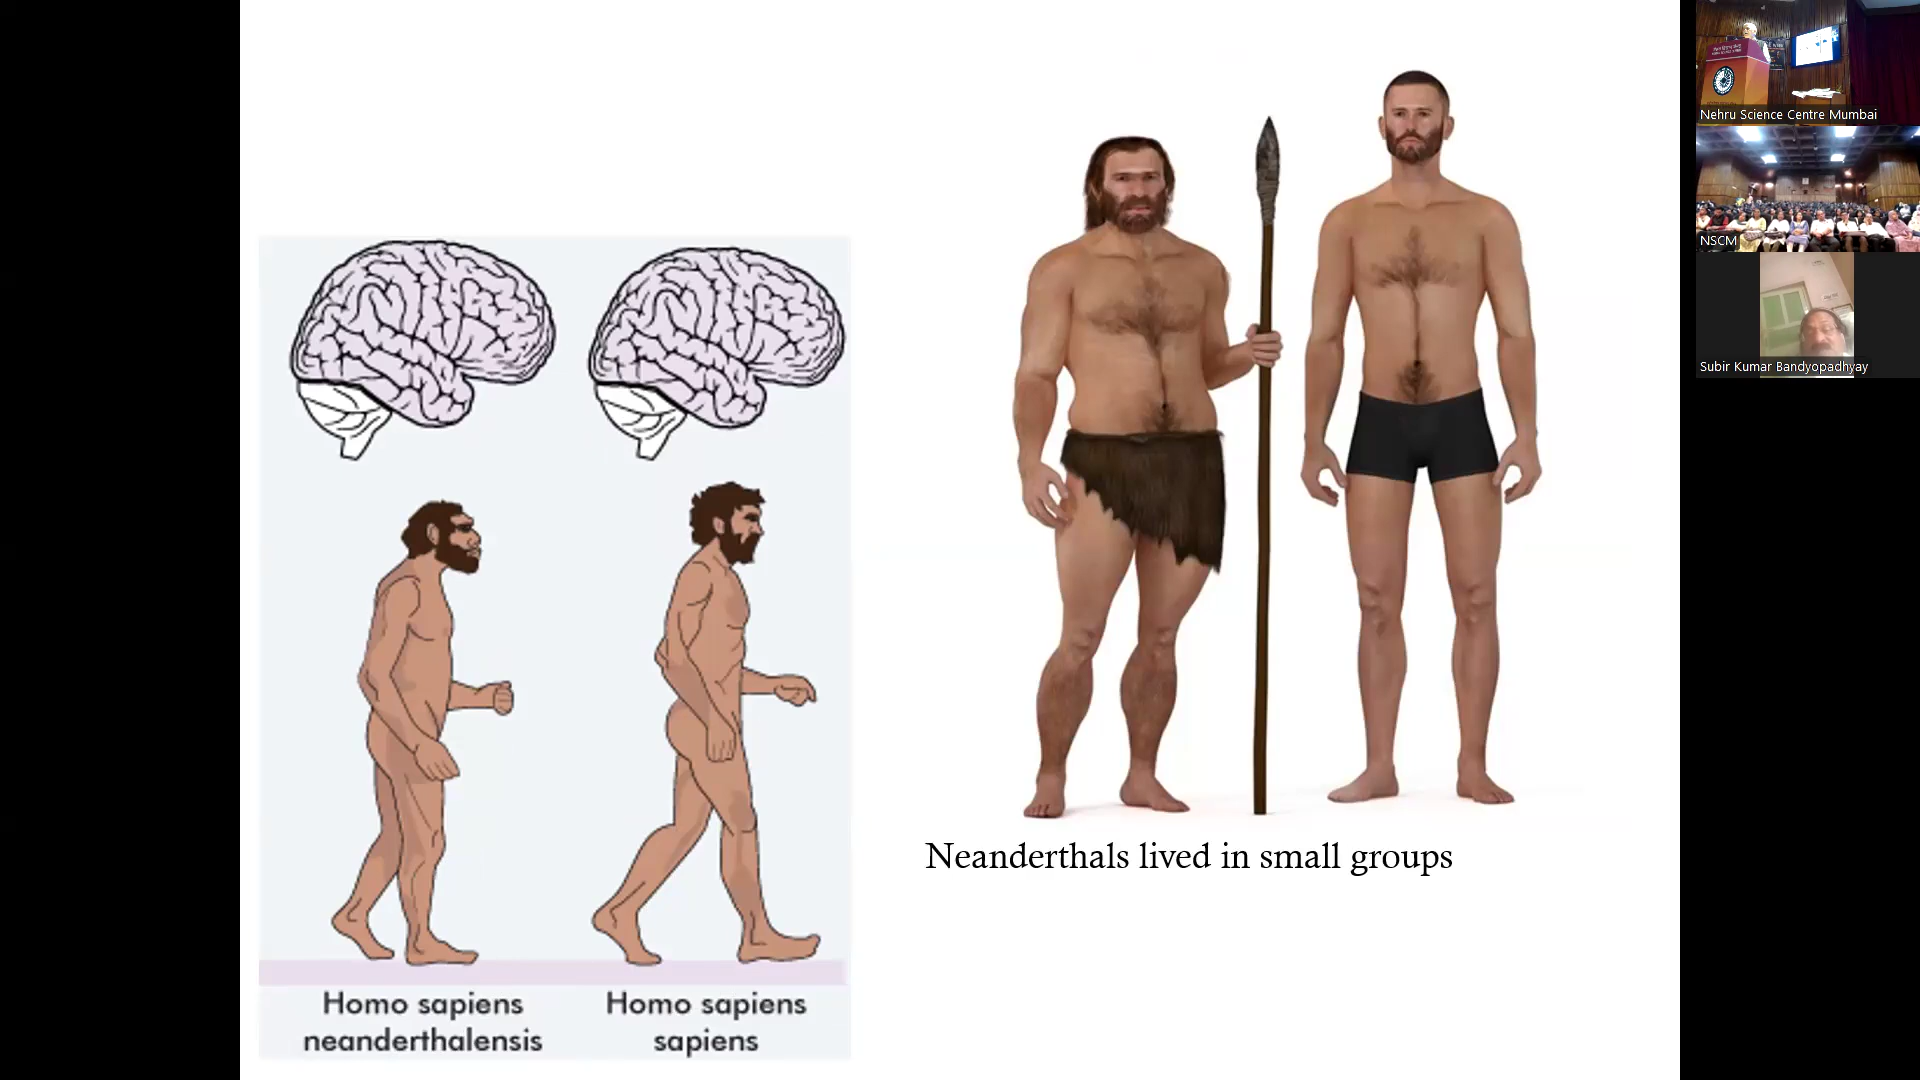 Homo sapiens
neanderthalensis
Homo sapiens
sapiens
Neanderthals lived in small groups
Nehru Science Centre Mumbai
NSCM
Subir Kumar Bandyopadhyay